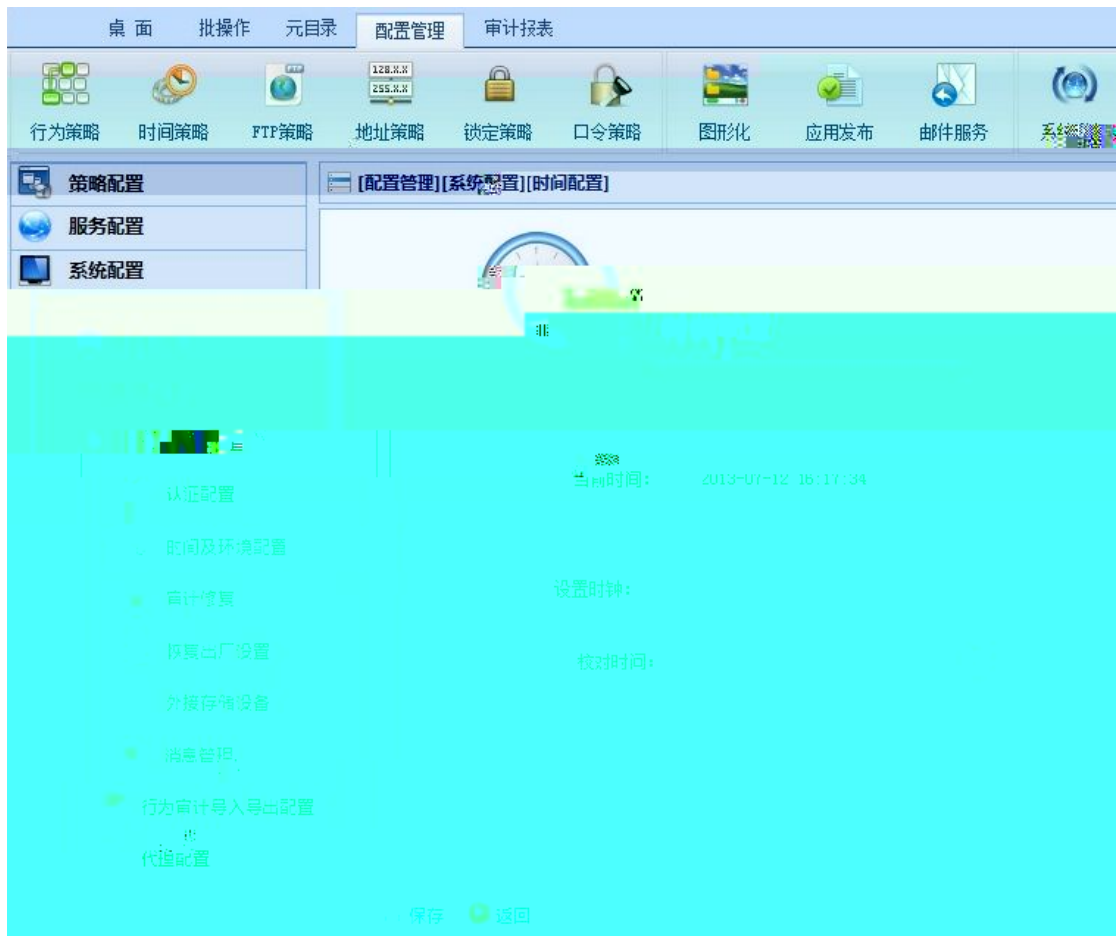 桌 面 批操作 元目录 配置管理 审计报表
128.X.X
255.X.X
行为策略 时间策略 FTP策略 地址策略 锁定策略 口令策略 图形化 应用发布 邮件服务 系统
策略配置 [配置管理][系统配置][时间配置]
服务配置
系统配置
当前时间: 2013-07-12 16:17:34
认证配置
时间及环境配置
设置时钟:
审计修复
恢复出厂设置
校对时间:
外接存储设备
消息管理
行为审计导入导出配置
代理配置
保存 返回